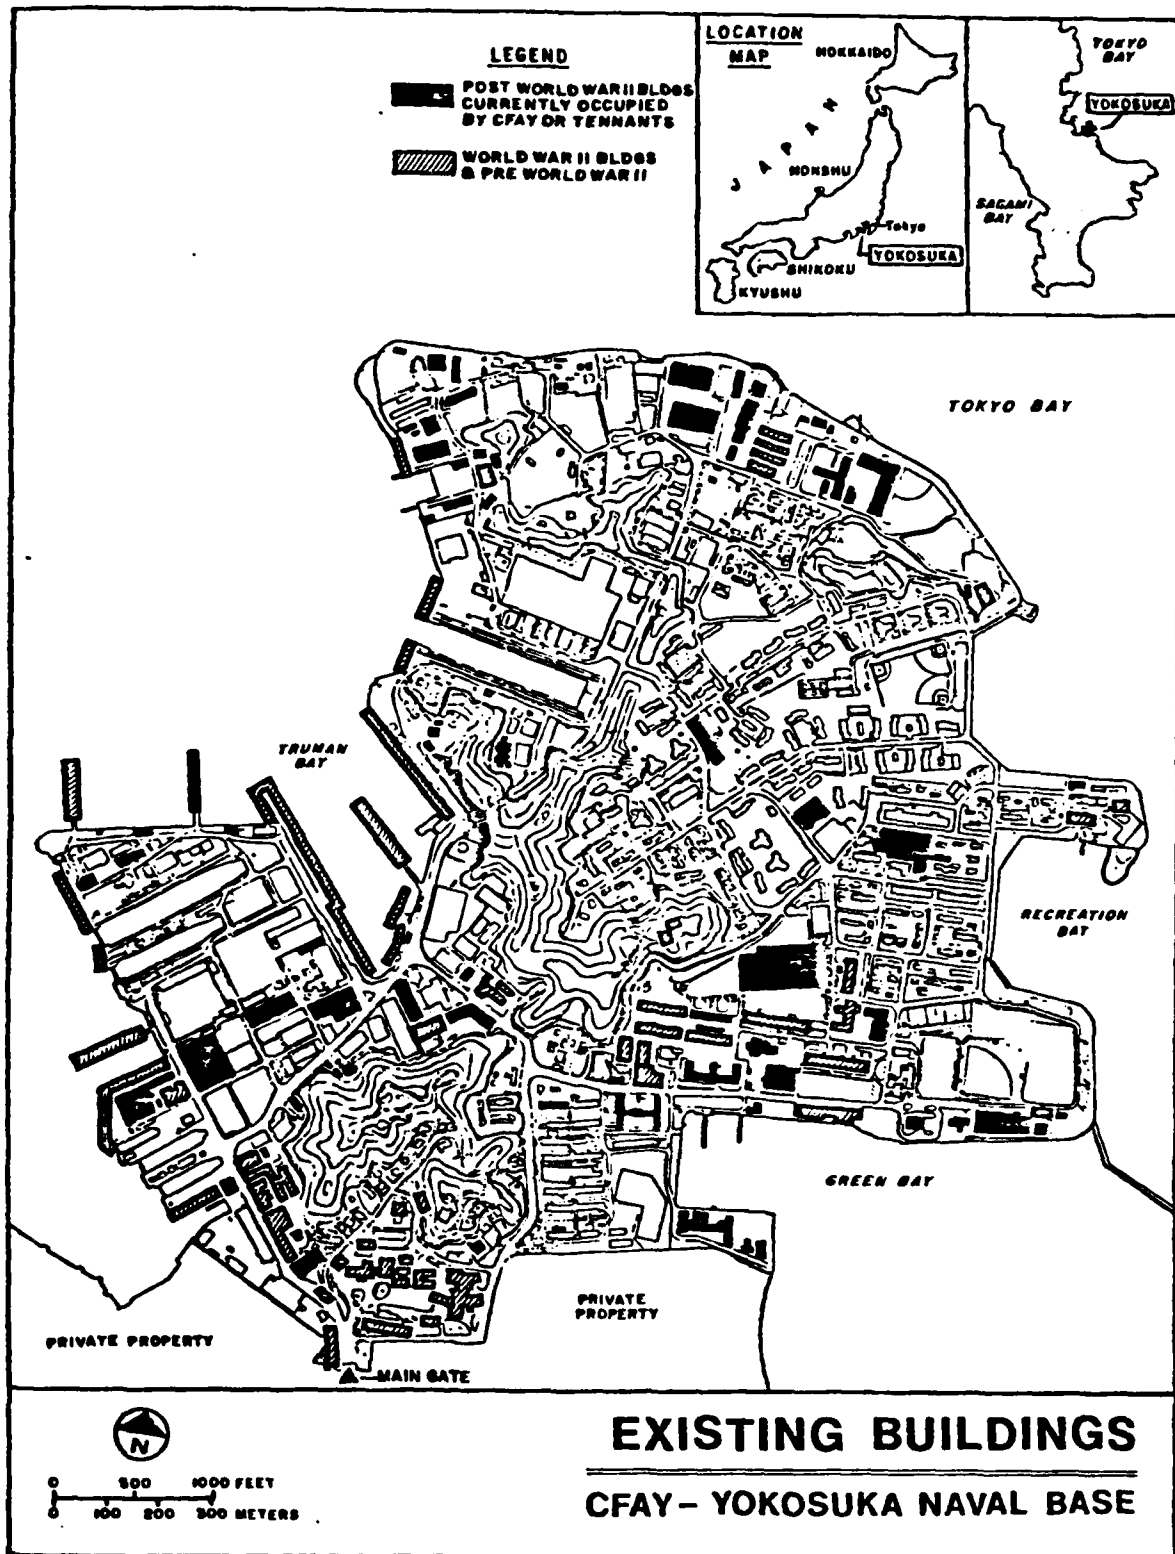 LEGEND
POST WORLD WAR II BLDGS
CURRENTLY OCCUPIED
BY CFAY OR TENNANTS
WORLD WAR II BLDGS
& PRE WORLD WAR II
LOCATION
MAP
HOKKAIDO
JAPAN
HONSHU
Tokyo
YOKOSUKA
SHIKOKU
KYUSHU
TOKYO
BAY
YOKOSUKA
SAGAMI
BAY
TOKYO BAY
TRUMAN
BAY
RECREATION
BAY
GREEN BAY
PRIVATE
PROPERTY
PRIVATE PROPERTY
MAIN GATE
N
0 500 1000 FEET
0 100 200 300 METERS
EXISTING BUILDINGS
CFAY - YOKOSUKA NAVAL BASE